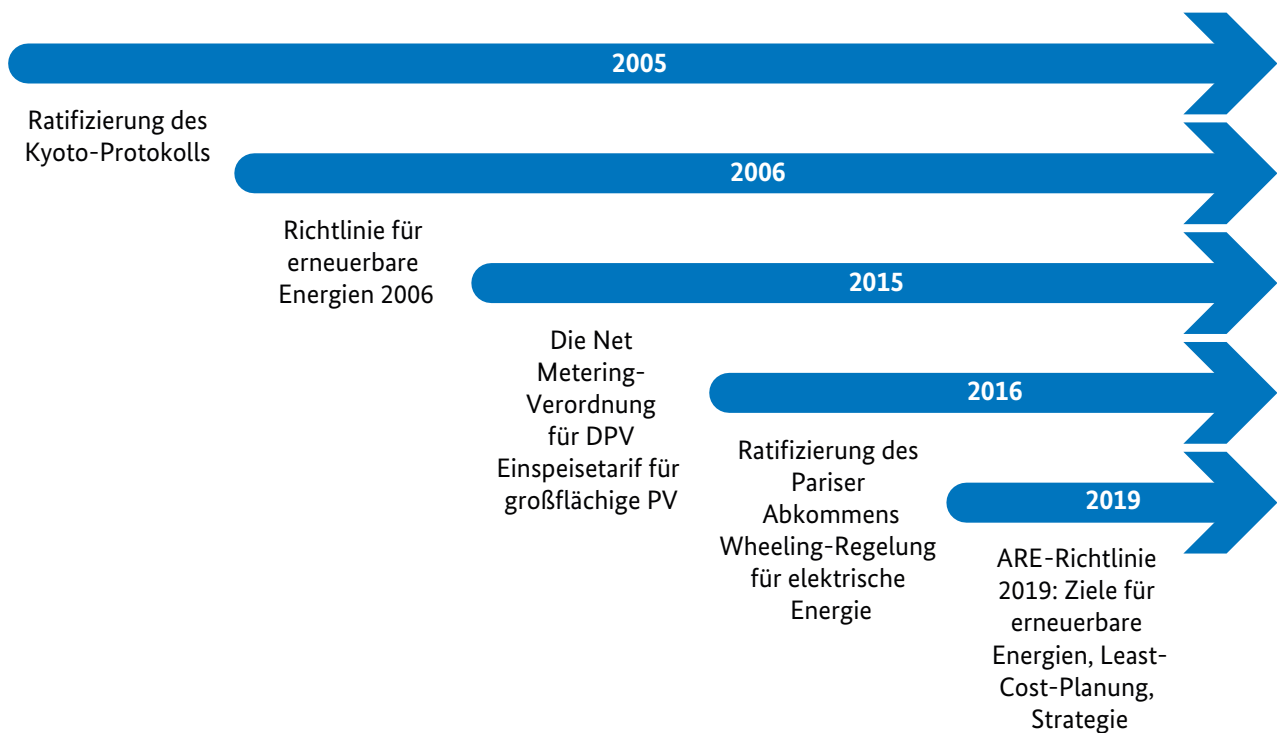 2005
Ratifizierung des
Kyoto-Protokolls
2006
Richtlinie für
erneuerbare
Energien 2006
2015
Die Net
Metering-
Verordnung
für DPV
Einspeisetarif für
großflächige PV
2016
Ratifizierung des
Pariser
Abkommens
Wheeling-Regelung
für elektrische
Energie
2019
ARE-Richtlinie
2019: Ziele für
erneuerbare
Energien, Least-
Cost-Planung,
Strategie